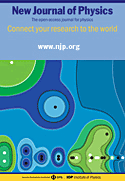 New Journal of Physics
The open-access journal for physics
Connect your research to the world
www.njp.org
IOP Institute of Physics